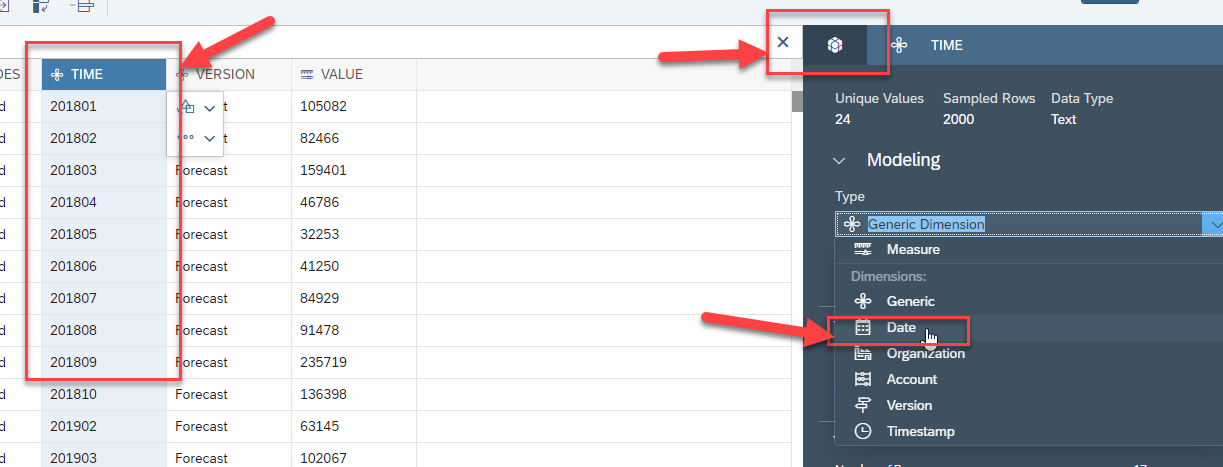 DES TIME VERSION VALUE
d 201801 t 105082
d 201802 82466
d 201803 Forecast 159401
d 201804 Forecast 46786
d 201805 Forecast 32253
d 201806 Forecast 41250
d 201807 Forecast 84929
d 201808 Forecast 91478
d 201809 Forecast 235719
d 201810 Forecast 136398
d 201902 Forecast 63145
d 201903 Forecast 102067
TIME
Unique Values Sampled Rows Data Type
24 2000 Text
Modeling
Type
Generic Dimension
Measure
Dimensions:
Generic
Date
Organization
Account
Version
Timestamp